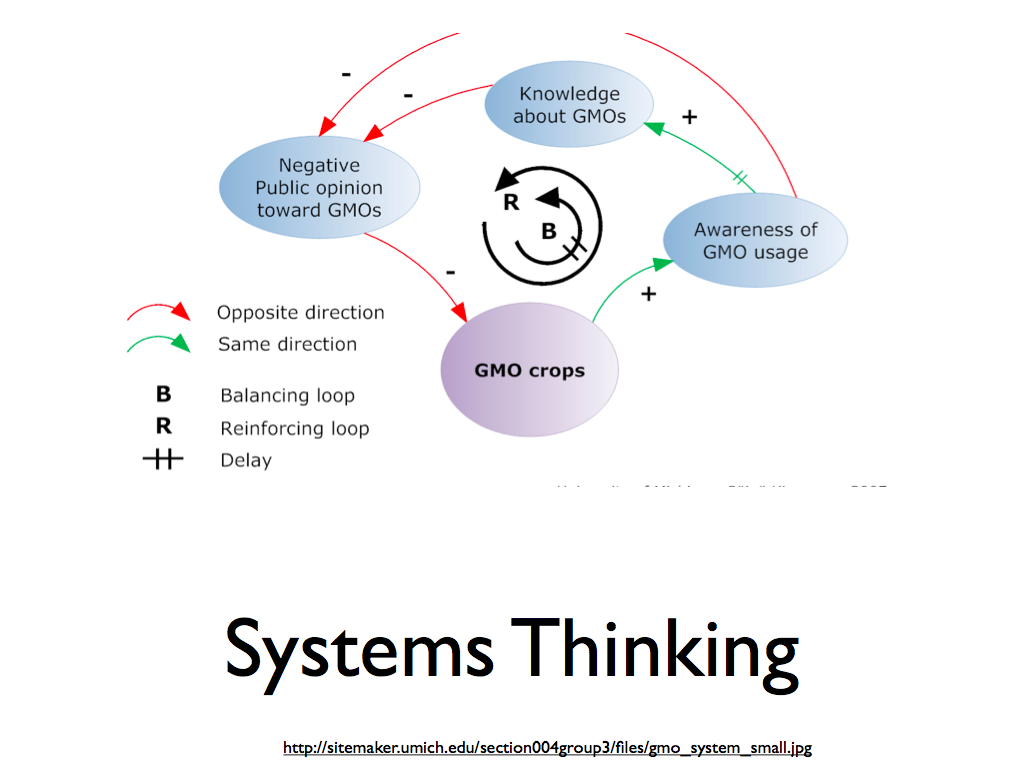 -
-
Knowledge
about GMOs
+
Negative
Public opinion
toward GMOs
R
B
Awareness of
GMO usage
-
+
Opposite direction
Same direction
GMO crops
B Balancing loop
R Reinforcing loop
Delay
Systems Thinking
http://sitemaker.umich.edu/section004group3/files/gmo_system_small.jpg